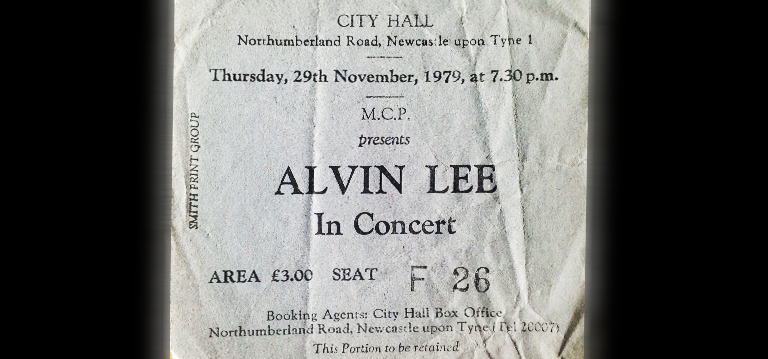 CITY HALL
Northumberland Road, Newcastle upon Tyne 1
Thursday, 29th November, 1979, at 7.30 p.m.
M.C.P.
presents
ALVIN LEE
In Concert
AREA £3.00 SEAT F 26
Booking Agents: City Hall Box Office
Northumberland Road, Newcastle upon Tyne (Tel 20007)
This Portion to be retained
SMITH PRINT GROUP